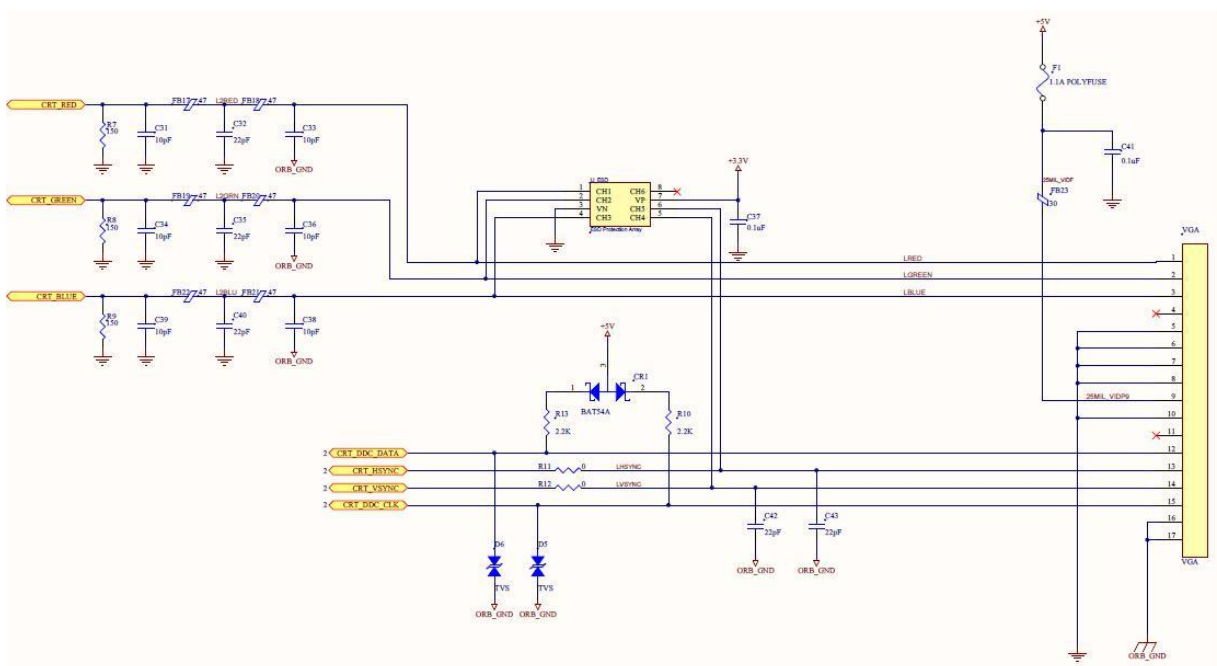 +5V
F1
1.1A POLYFUSE
CRT_RED
FB17 47 L2RED FB18 47
R7
150
C31
10pF
C32
22pF
C33
10pF
ORB_GND
C41
0.1uF
+3.3V
25MIL_VIDF
FB23
30
CRT_GREEN
FB19 47 L2GRN FB20 47
R8
150
C34
10pF
C35
22pF
C36
10pF
ORB_GND
1 CH1 CH6 8
2 CH2 VP 7
3 VN CH5 6
4 CH3 CH4 5
ESD Protection Array
C37
0.1uF
VGA
LRED 1
LGREEN 2
CRT_BLUE
FB22 47 L2BLU FB21 47
LBLUE 3
R9
150
C39
10pF
C40
22pF
C38
10pF
ORB_GND
4
5
6
7
8
25MIL_VIDP9 9
10
11
+5V
3
1 2 CR1
BAT54A
R13
2.2K
R10
2.2K
2 CRT_DDC_DATA 12
2 CRT_HSYNC R11 0 LHSYNC 13
2 CRT_VSYNC R12 0 LVSYNC 14
2 CRT_DDC_CLK 15
16
17
VGA
C42
22pF
C43
22pF
ORB_GND ORB_GND
D6
TVS
D5
TVS
ORB_GND ORB_GND
ORB_GND